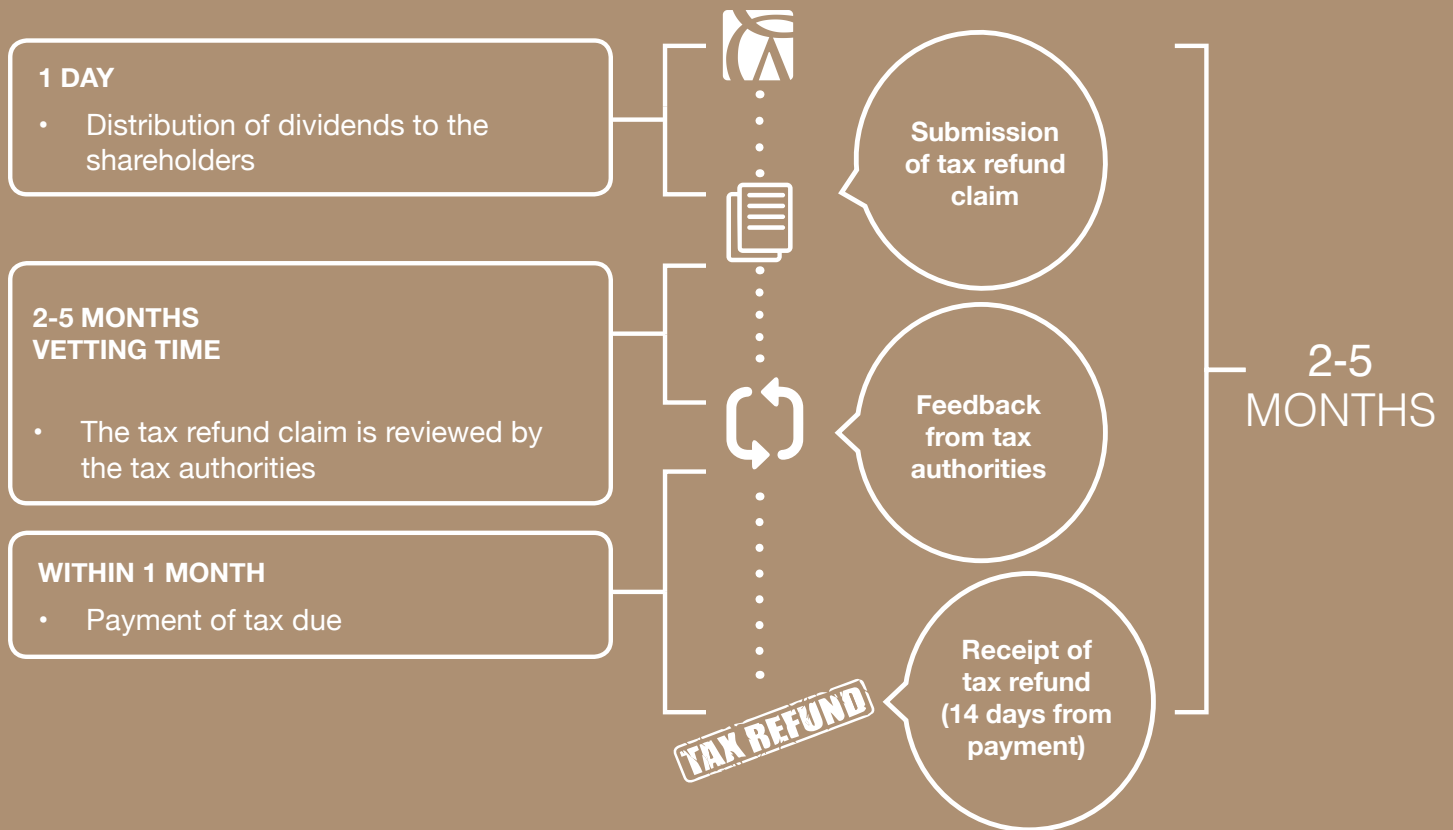 1 DAY
• Distribution of dividends to the
shareholders
Submission
of tax refund
claim
2-5 MONTHS
VETTING TIME
• The tax refund claim is reviewed by
the tax authorities
Feedback
from tax
authorities
2-5
MONTHS
WITHIN 1 MONTH
• Payment of tax due
Receipt of
tax refund
(14 days from
payment)
TAX REFUND